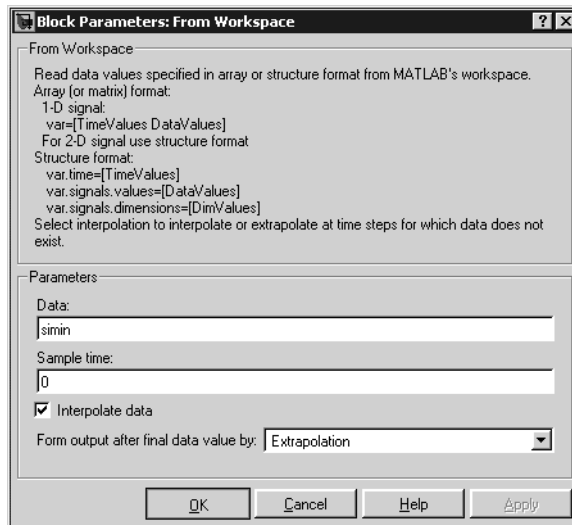 Block Parameters: From Workspace
From Workspace
Read data values specified in array or structure format from MATLAB's workspace.
Array (or matrix) format:
1-D signal:
var=[TimeValues DataValues]
For 2-D signal use structure format
Structure format:
var.time=[TimeValues]
var.signals.values=[DataValues]
var.signals.dimensions=[DimValues]
Select interpolation to interpolate or extrapolate at time steps for which data does not
exist.
Parameters
Data:
simin
Sample time:
0
Interpolate data
Form output after final data value by: Extrapolation
OK Cancel Help Apply